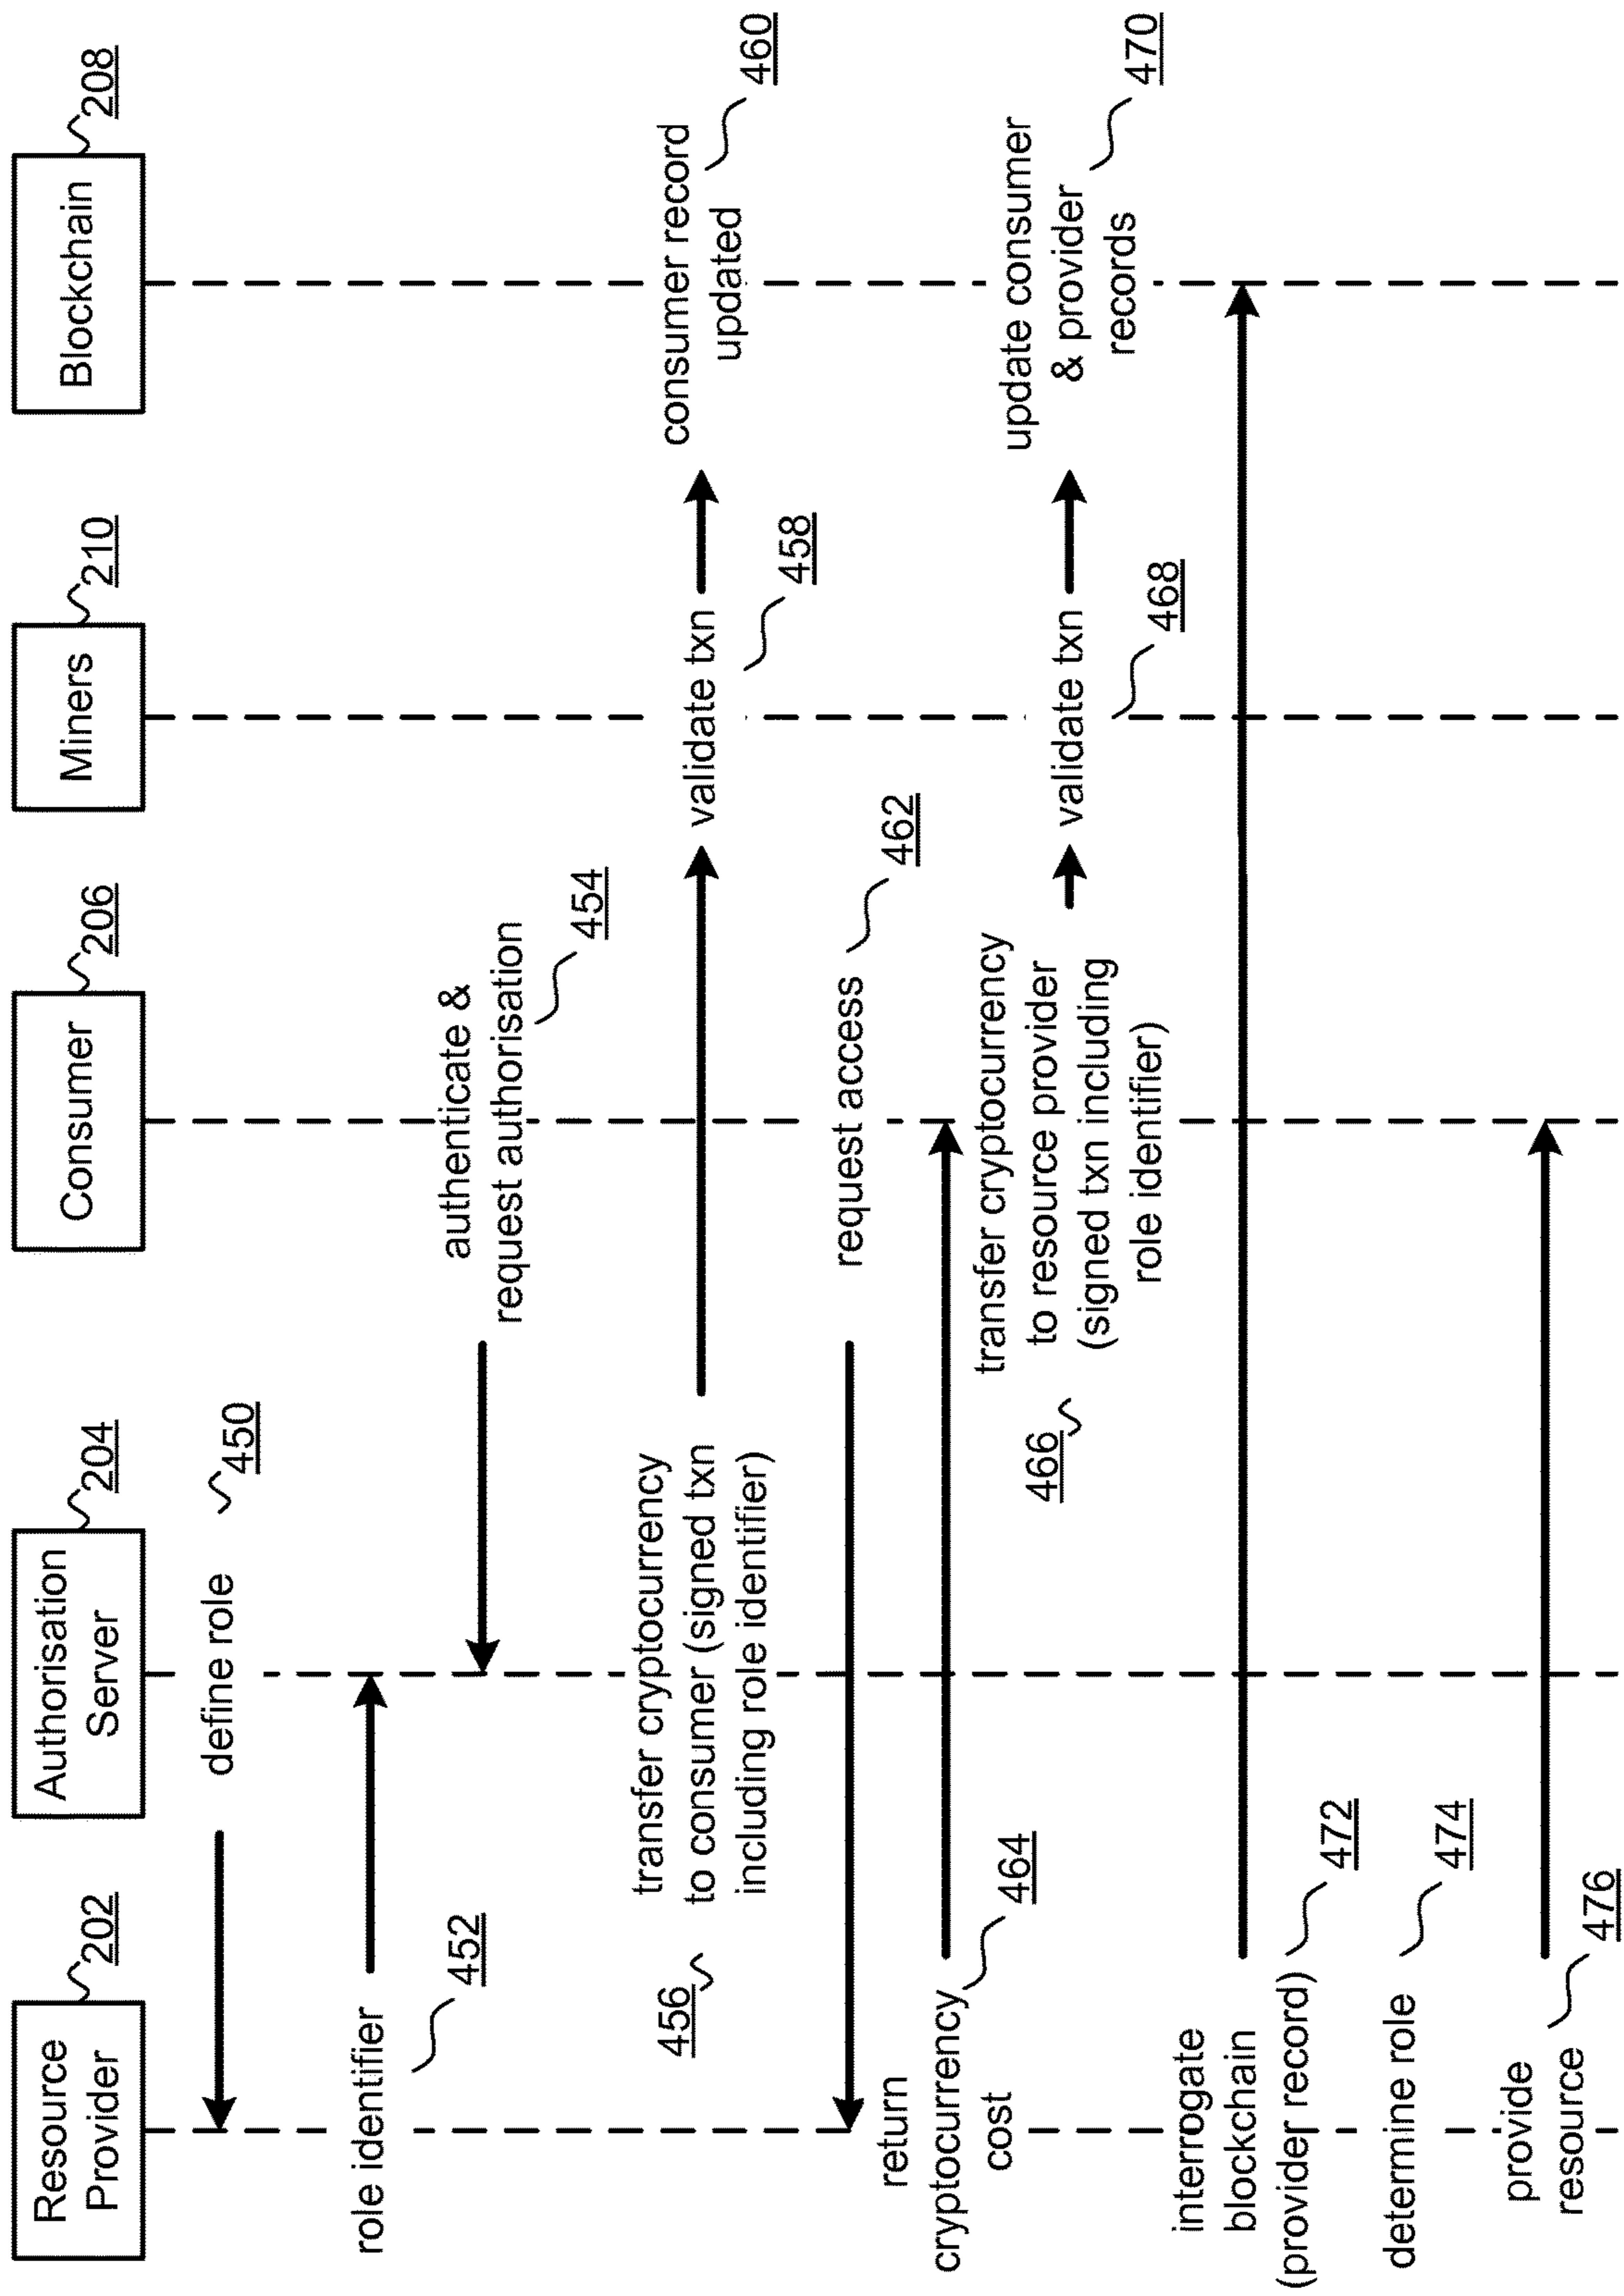 Resource
Provider
202
Authorisation
Server
204
Consumer
206
Miners
210
Blockchain
208
define role
450
role identifier
452
authenticate &
request authorisation
454
transfer cryptocurrency
to consumer (signed txn
including role identifier)
456
validate txn
458
consumer record
updated
460
request access
462
return
cryptocurrency
cost
464
transfer cryptocurrency
to resource provider
(signed txn including
role identifier)
466
validate txn
468
update consumer
& provider
records
470
interrogate
blockchain
(provider record)
472
determine role
474
provide
resource
476